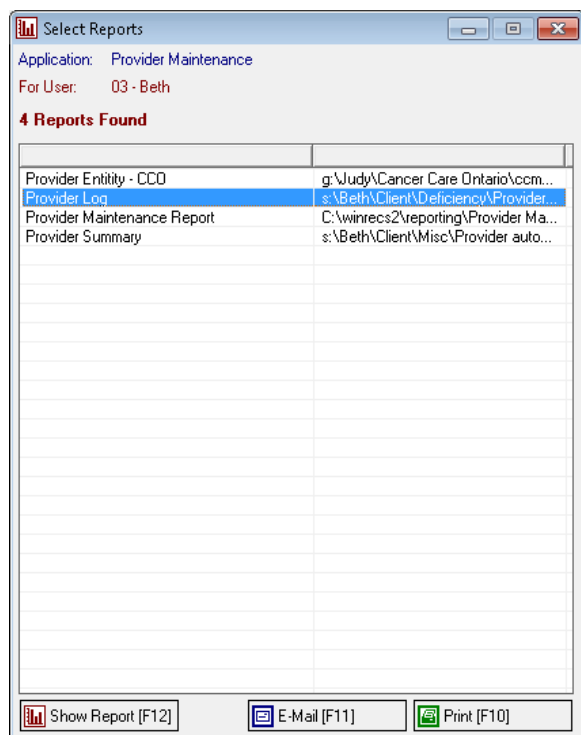 Select Reports
Application: Provider Maintenance
For User: 03 - Beth
4 Reports Found
Provider Entitity - CCO g:\Judy\Cancer Care Ontario\ccm...
Provider Log s:\Beth\Client\Deficiency\Provider...
Provider Maintenance Report C:\winrecs2\reporting\Provider Ma...
Provider Summary s:\Beth\Client\Misc\Provider auto...
Show Report [F12] E-Mail [F11] Print [F10]